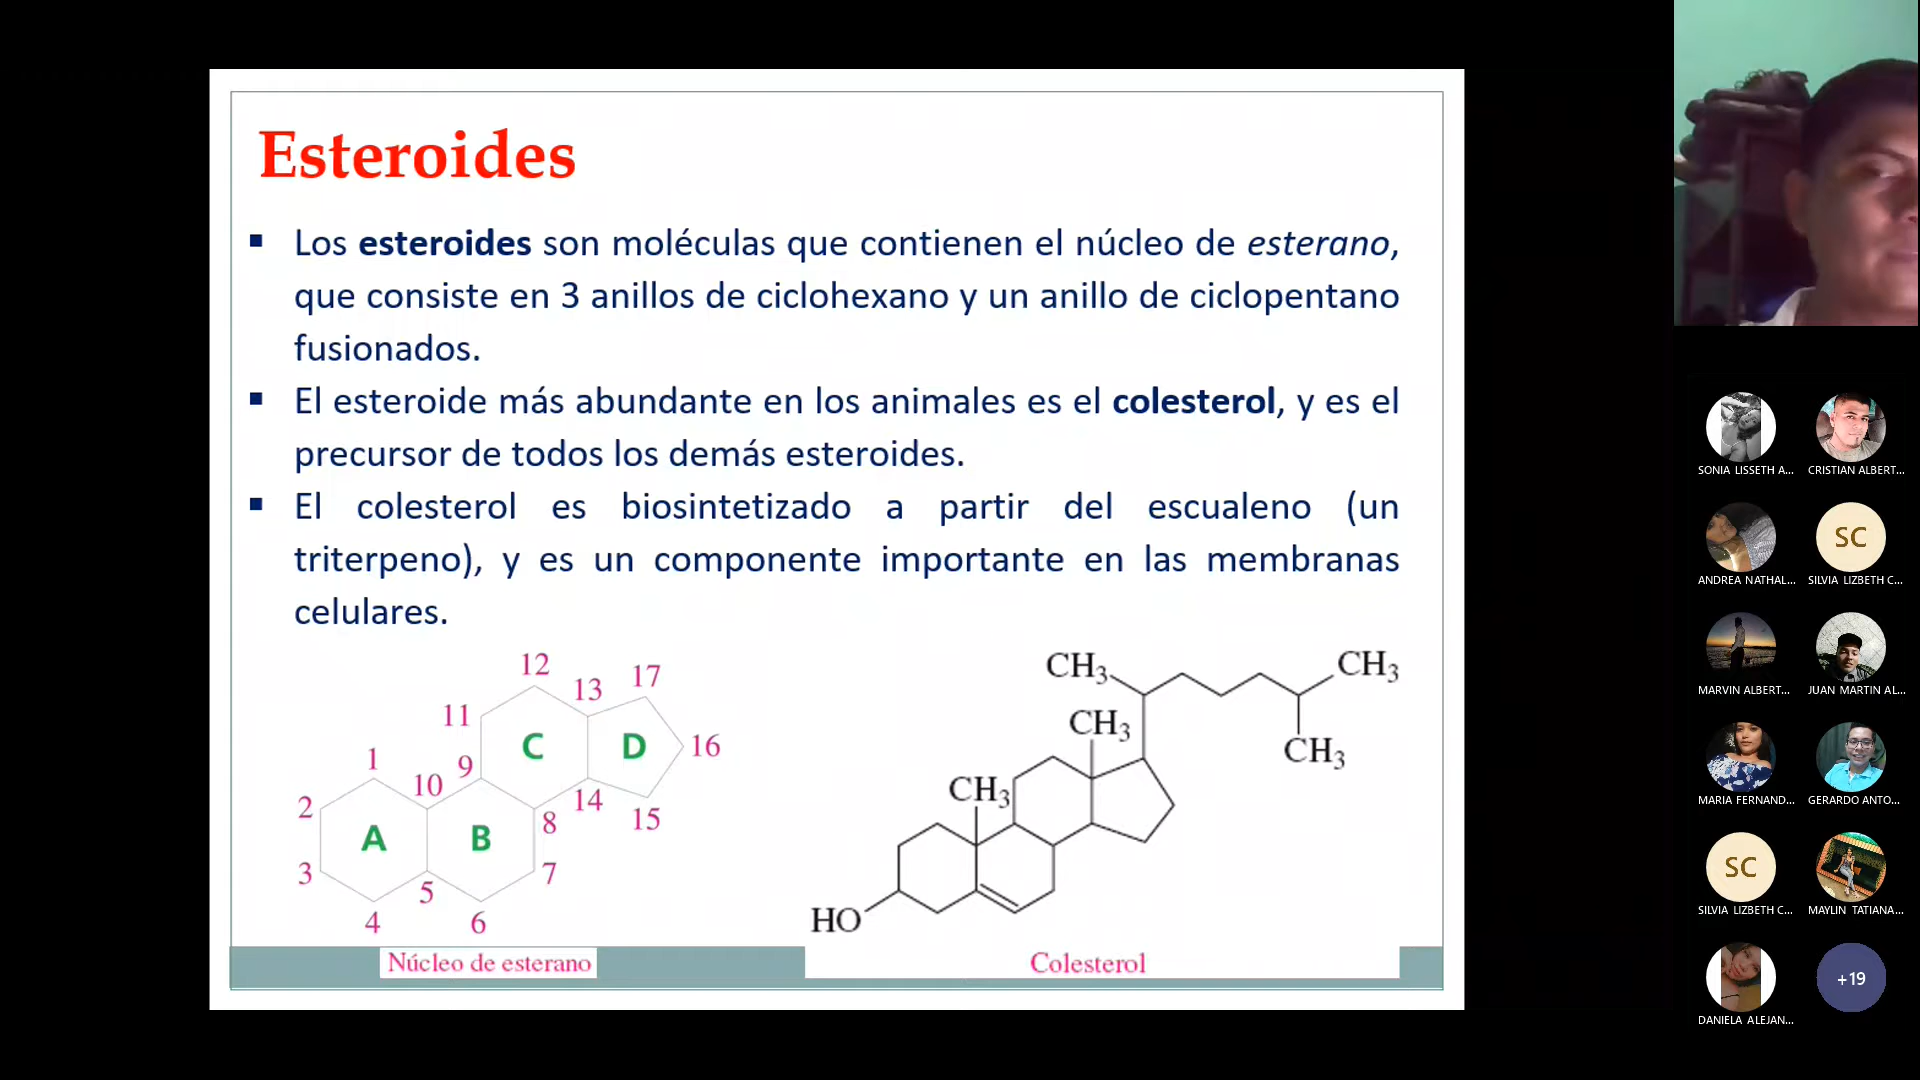 Esteroides
▪ Los esteroides son moléculas que contienen el núcleo de esterano,
que consiste en 3 anillos de ciclohexano y un anillo de ciclopentano
fusionados.
▪ El esteroide más abundante en los animales es el colesterol, y es el
precursor de todos los demás esteroides.
▪ El colesterol es biosintetizado a partir del escualeno (un
triterpeno), y es un componente importante en las membranas
celulares.
12
17
13
11
C
D
16
1
9
10
2
14
15
8
A
B
3
7
5
4
6
Núcleo de esterano
CH3
CH3
CH3
CH3
CH3
HO
Colesterol
SONIA LISSETH A...
CRISTIAN ALBERT...
ANDREA NATHAL...
SC
SILVIA LIZBETH C...
MARVIN ALBERT...
JUAN MARTIN AL...
MARIA FERNAND...
GERARDO ANTO...
SC
SILVIA LIZBETH C...
MAYLIN TATIANA...
DANIELA ALEJAN...
+19